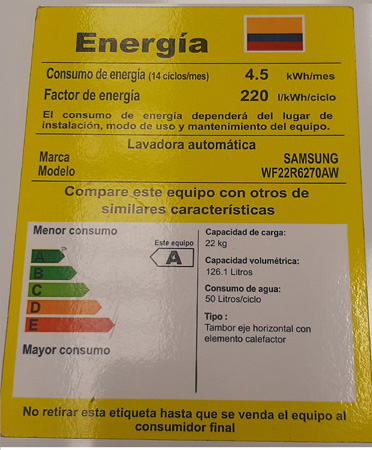 Energía
Consumo de energía (14 ciclos/mes) 4.5 kWh/mes
Factor de energía 220 l/kWh/ciclo
El consumo de energía dependerá del lugar de
instalación, modo de uso y mantenimiento del equipo.
Lavadora automática
Marca SAMSUNG
Modelo WF22R6270AW
Compare este equipo con otros de
similares características
Menor consumo
Este equipo
A
A
B
C
D
E
Mayor consumo
Capacidad de carga:
22 kg
Capacidad volumétrica:
126.1 Litros
Consumo de agua:
50 Litros/ciclo
Tipo :
Tambor eje horizontal con
elemento calefactor
No retirar esta etiqueta hasta que se venda el equipo al
consumidor final